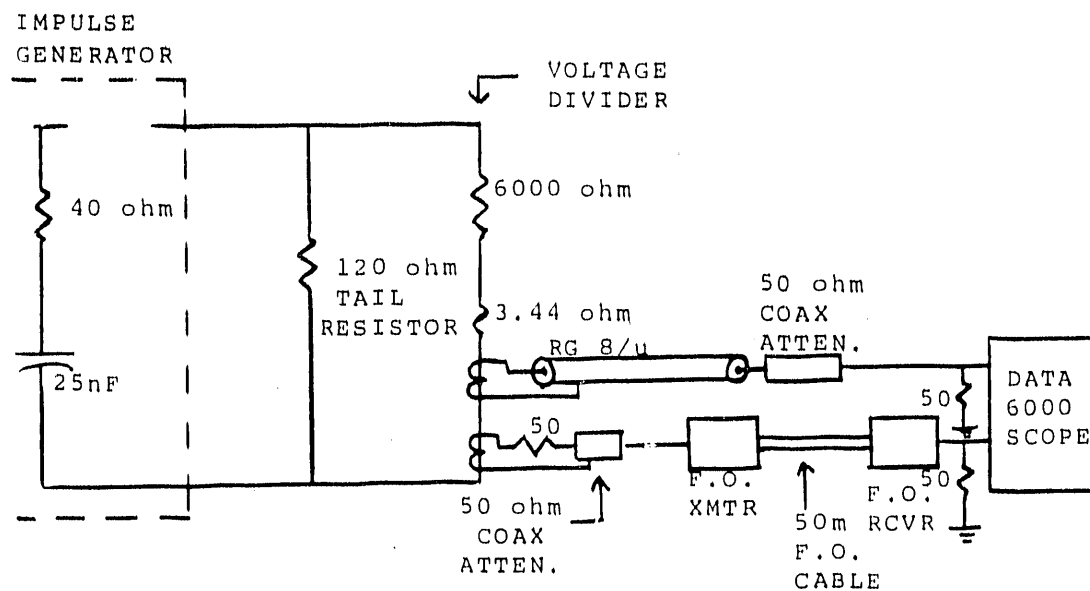 IMPULSE
GENERATOR
VOLTAGE
DIVIDER
40 ohm
6000 ohm
120 ohm
TAIL
RESISTOR
3.44 ohm
RG 8/u
50 ohm
COAX
ATTEN.
25nF
50
DATA
6000
SCOPE
50
F.O.
XMTR
F.O.
RCVR
50
50 ohm
COAX
ATTEN.
50m
F.O.
CABLE